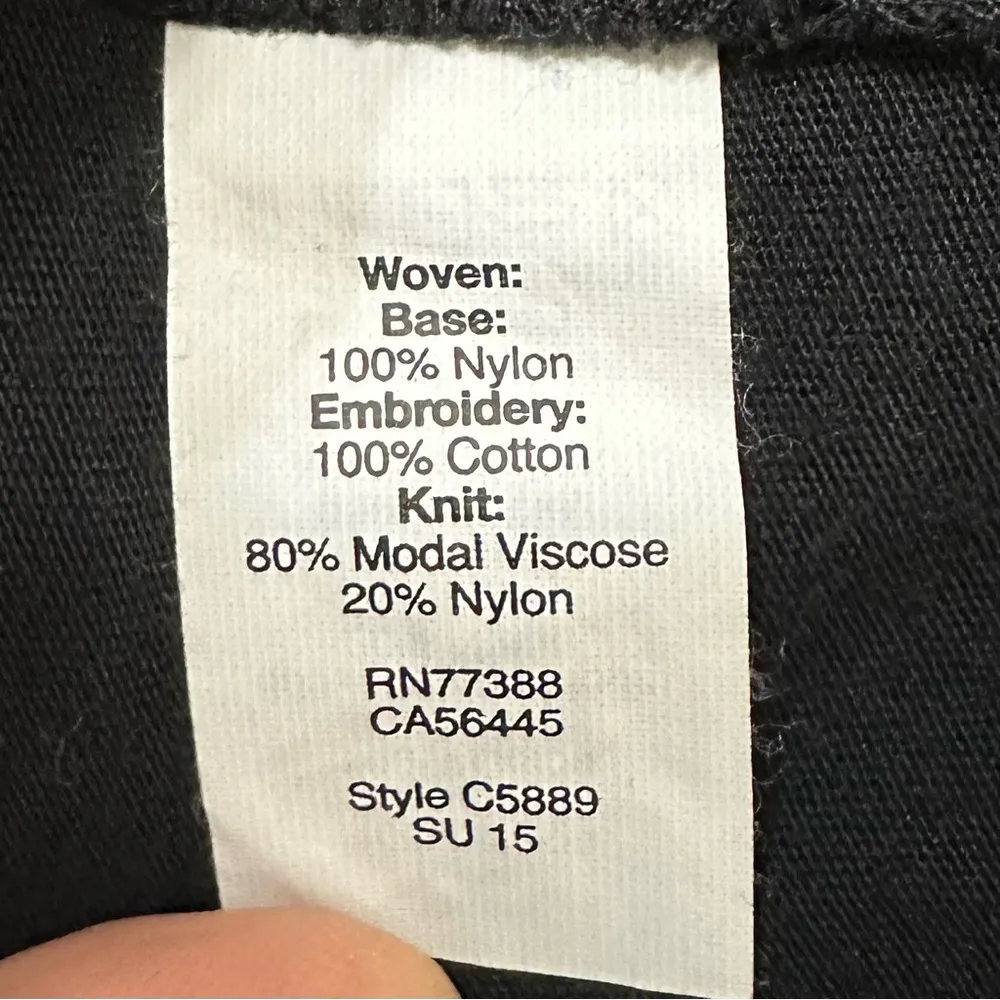 Woven:
Base:
100% Nylon
Embroidery:
100% Cotton
Knit:
80% Modal Viscose
20% Nylon
RN77388
CA56445
Style C5889
SU 15